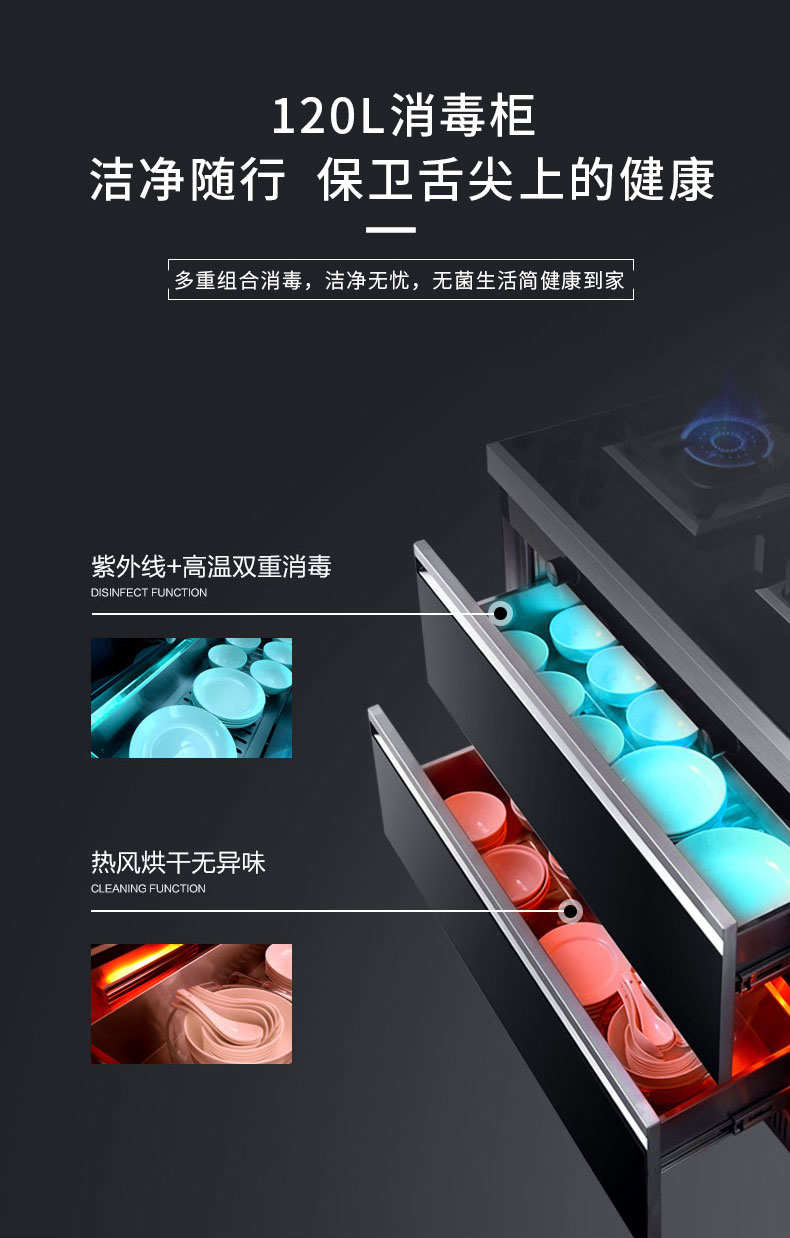 120L消毒柜
洁净随行 保卫舌尖上的健康
多重组合消毒，洁净无忧，无菌生活简健康到家
紫外线+高温双重消毒
DISINFECT FUNCTION
热风烘干无异味
CLEANING FUNCTION